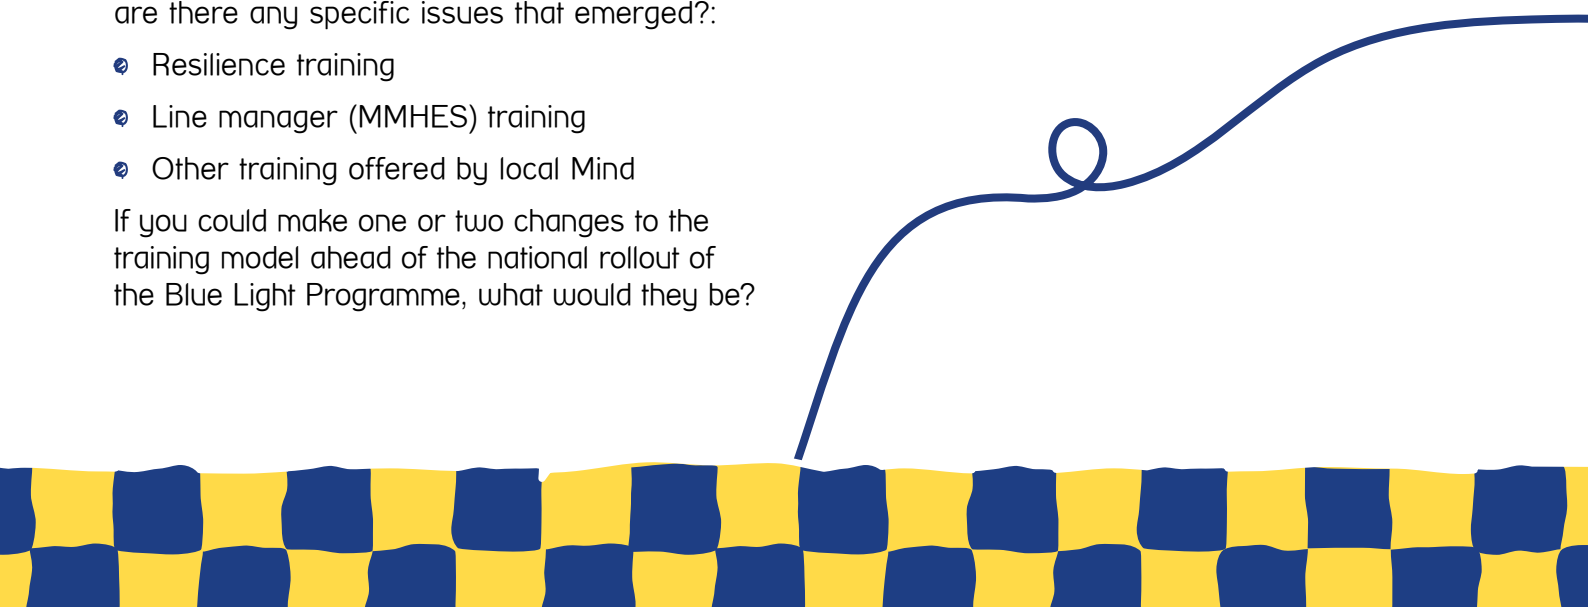 are there any specific issues that emerged?:
Resilience training
Line manager (MMHES) training
Other training offered by local Mind
If you could make one or two changes to the
training model ahead of the national rollout of
the Blue Light Programme, what would they be?